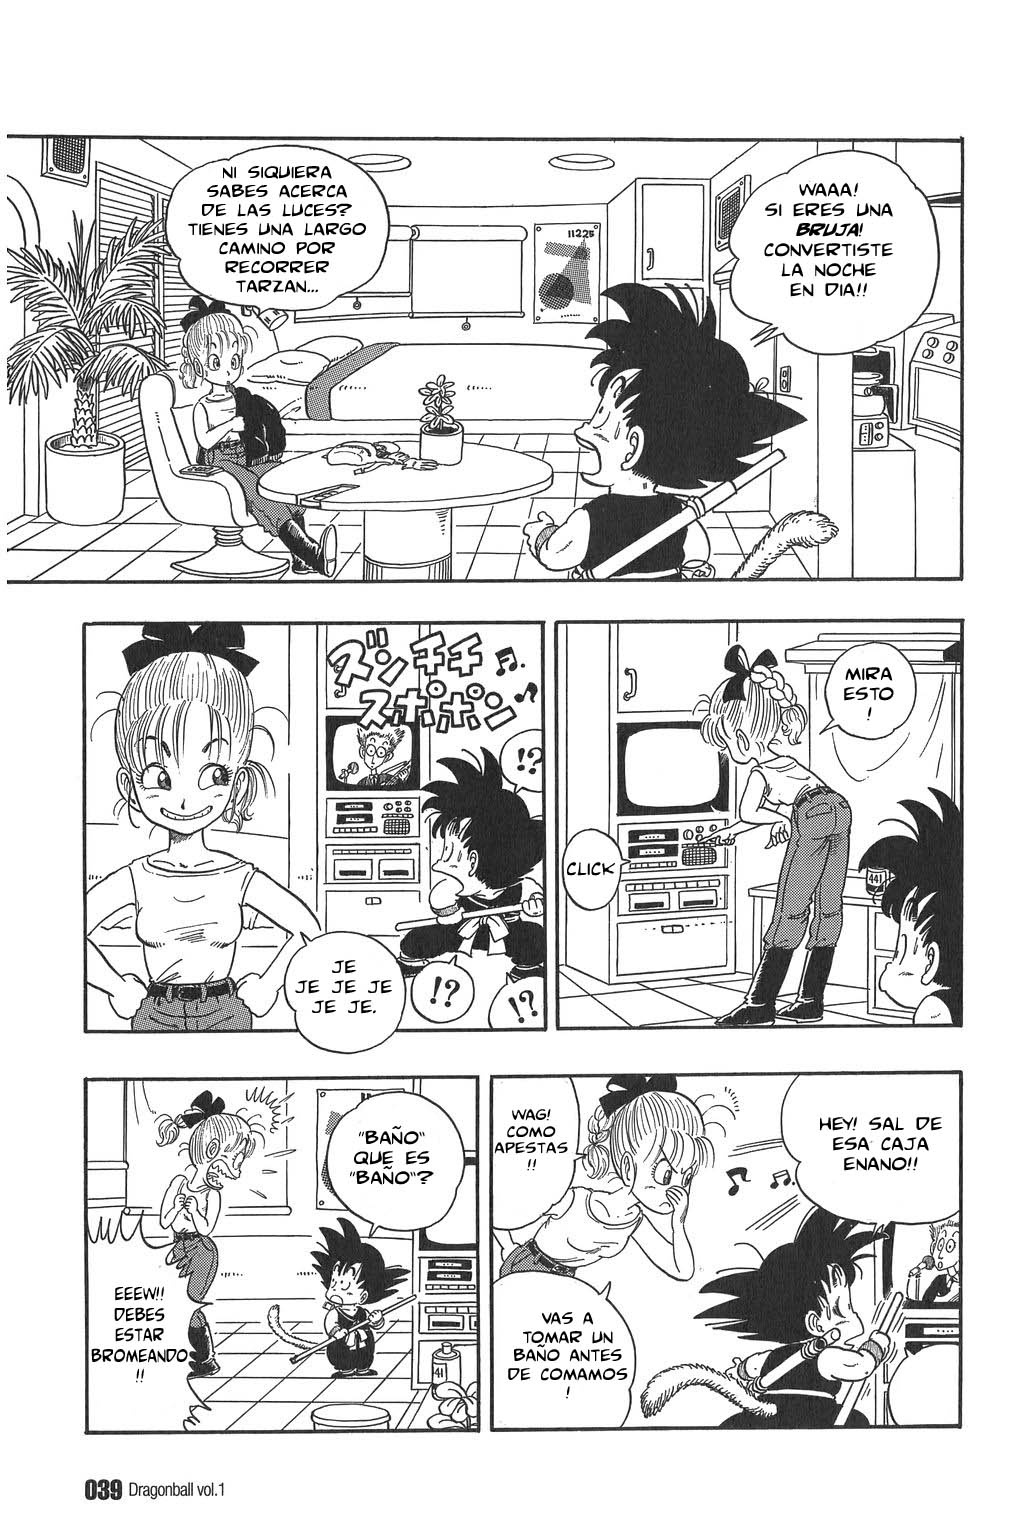 WAAA!
SI ERES UNA
BRUJA!
CONVERTISTE
LA NOCHE
EN DIA!!
NI SIQUIERA
SABES ACERCA
DE LAS LUCES?
TIENES UNA LARGO
CAMINO POR
RECORRER
TARZAN...
11225
MIRA
ESTO
!
CLICK
441
ズンチチ
スポポポン
!?
!?
!?
JE
JE JE JE
JE JE.
HEY! SAL DE
ESA CAJA
ENANO!!
WAG!
COMO
APESTAS
!!
VAS A
TOMAR UN
BAÑO ANTES
DE COMAMOS
!
"BAÑO"
QUE ES
"BAÑO"?
EEEW!!
DEBES
ESTAR
BROMEANDO
!!
41
039 Dragonball vol.1